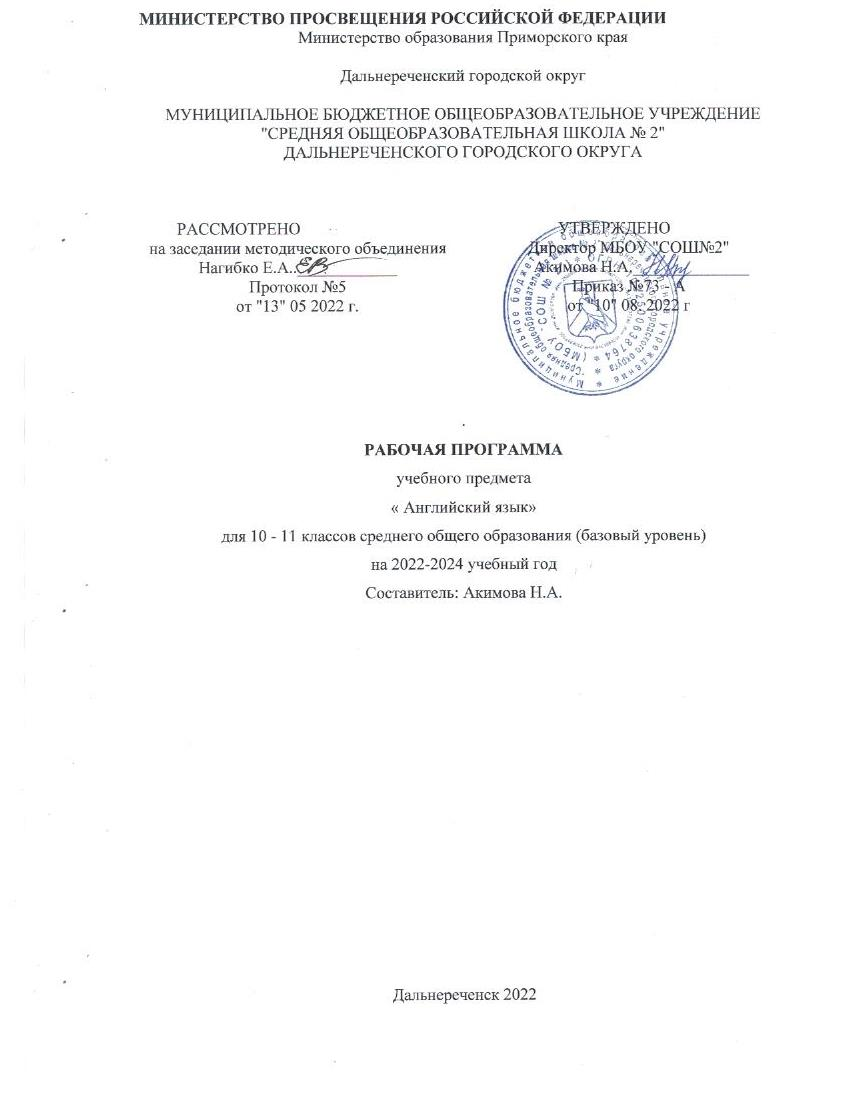 МИНИСТЕРСТВО ПРОСВЕЩЕНИЯ РОССИЙСКОЙ ФЕДЕРАЦИИ
Министерство образования Приморского края
Дальнереченский городской округ
МУНИЦИПАЛЬНОЕ БЮДЖЕТНОЕ ОБЩЕОБРАЗОВАТЕЛЬНОЕ УЧРЕЖДЕНИЕ
"СРЕДНЯЯ ОБЩЕОБРАЗОВАТЕЛЬНАЯ ШКОЛА № 2"
ДАЛЬНЕРЕЧЕНСКОГО ГОРОДСКОГО ОКРУГА
РАССМОТРЕНО
на заседании методического объединения
Нагибко Е.А.
Протокол №5
от "13" 05 2022 г.
УТВЕРЖДЕНО
Директор МБОУ "СОШ№2"
Акимова Н.А.
Приказ №73 - А
от "10" 08. 2022 г
РАБОЧАЯ ПРОГРАММА
учебного предмета
« Английский язык»
для 10 - 11 классов среднего общего образования (базовый уровень)
на 2022-2024 учебный год
Составитель: Акимова Н.А.
Дальнереченск 2022